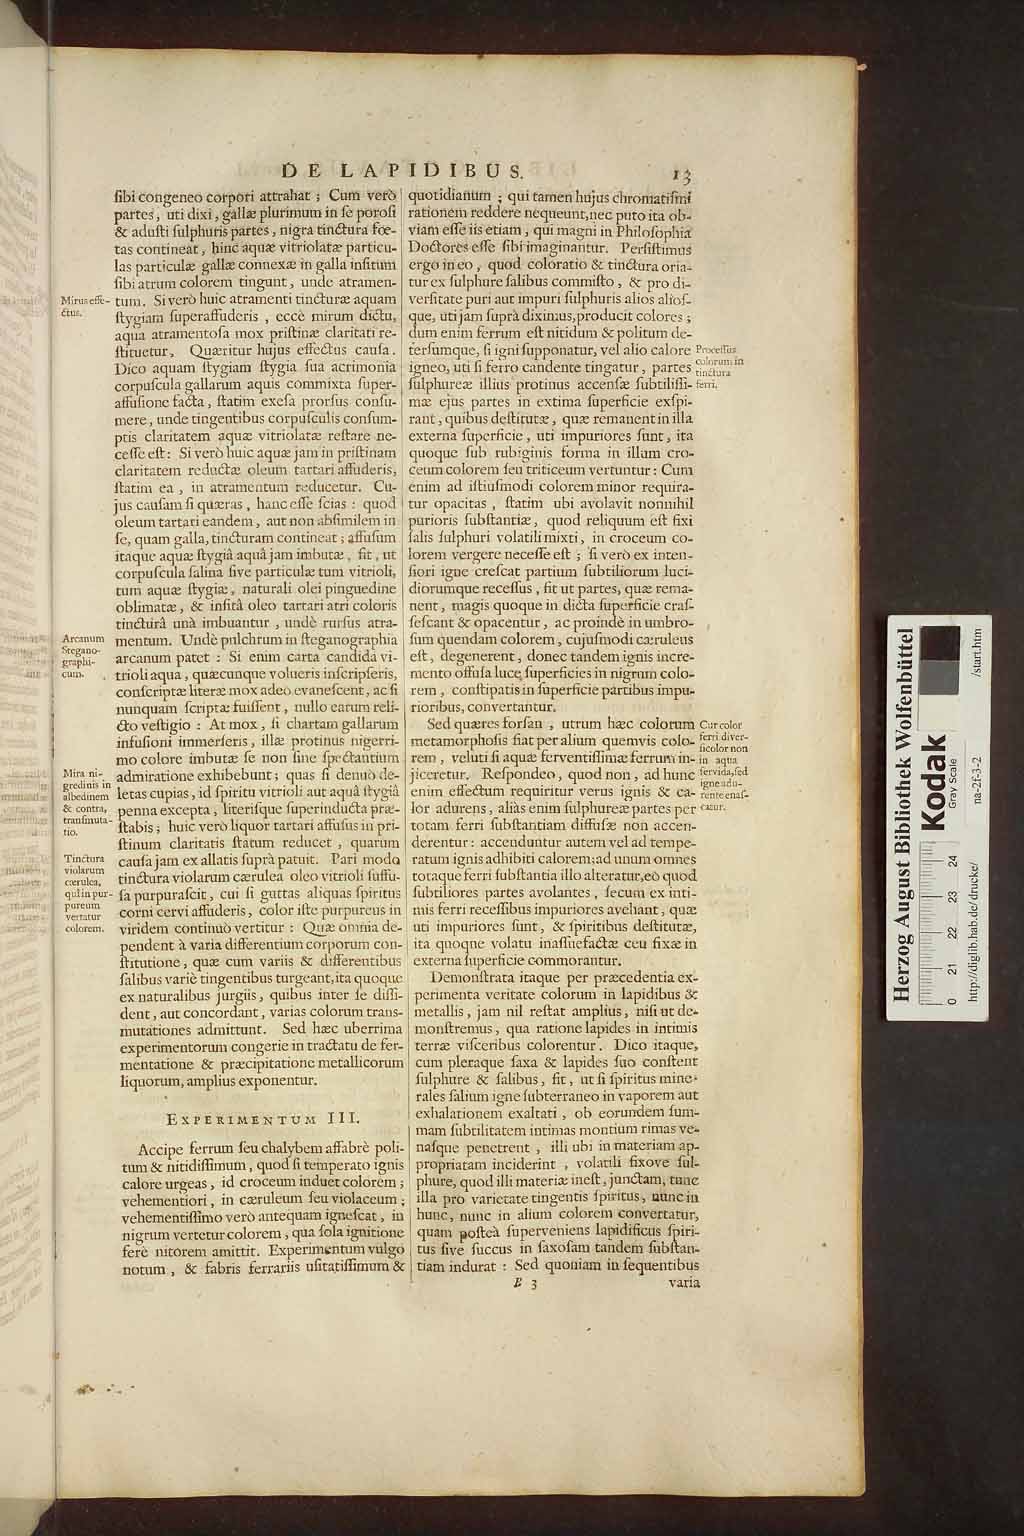 DE LAPIDIBUS. 13
ſibi congeneo corpori attrahat ; Cum verò
partes, uti dixi, gallæ plurimum in ſe poroſi
& aduſti ſulphuris partes, nigra tinctura fœ-
tas contineat, hinc aquæ vitriolatæ particu-
las particulæ gallæ connexæ in galla inſitum
ſibi atrum colorem tingunt, unde atramen-
tum. Si verò huic atramenti tincturæ aquam
ſtygiam ſuperaffuderis, eccè mirum dictu,
aqua atramentoſa mox priſtinæ claritati re-
ſtituetur, Quæritur hujus effectus cauſa.
Dico aquam ſtygiam ſtygia ſua acrimonia
corpuſcula gallarum aquis commixta ſuper-
affuſione facta, ſtatim exeſa prorſus conſu-
mere, unde tingentibus corpuſculis conſum-
ptis claritatem aquæ vitriolatæ reſtare ne-
ceſſe eſt: Si verò huic aquæ jam in priſtinam
claritatem reductæ oleum tartari affuderis,
ſtatim ea, in atramentum reducetur. Cu-
jus cauſam ſi quæras, hanc eſſe ſcias : quod
oleum tartari eandem, aut non abſimilem in
ſe, quam galla, tincturam contineat ; affuſum
itaque aquæ ſtygiâ aquâ jam imbutæ, fit, ut
corpuſcula ſalina ſive particulæ tum vitrioli,
tum aquæ ſtygiæ, naturali olei pinguedine
oblimatæ, & inſitâ oleo tartari atri coloris
tincturâ unà imbuantur, undè rurſus atra-
mentum. Undè pulchrum in ſteganographia
arcanum patet : Si enim carta candidâ vi-
trioli aqua, quæcunque volueris inſcripſeris,
conſcriptæ literæ mox adeo evaneſcent, ac ſi
nunquam ſcriptæ fuiſſent, nullo earum reli-
cto veſtigio : At mox, ſi chartam gallarum
infuſioni immerſeris, illæ protinus nigerri-
mo colore imbutæ ſe non ſine ſpectantium
admiratione exhibebunt; quas ſi denuò de-
letas cupias, id ſpiritu vitrioli aut aquâ ſtygiâ
penna excepta, literiſque ſuperinducta præ-
ſtabis; huic verò liquor tartari affuſus in pri-
ſtinum claritatis ſtatum reducet, quarum
cauſa jam ex allatis ſuprà patuit. Pari modo
tinctura violarum cærulea oleo vitrioli ſuffu-
ſa purpuraſcit, cui ſi guttas aliquas ſpiritus
corni cervi affuderis, color iſte purpureus in
viridem continuò vertitur : Quæ omnia de-
pendent à varia differentium corporum con-
ſtitutione, quæ cum variis & differentibus
ſalibus variè tingentibus turgeant, ita quoque
ex naturalibus jurgiis, quibus inter ſe diſſi-
dent, aut concordant, varias colorum trans-
mutationes admittunt. Sed hæc uberrima
experimentorum congerie in tractatu de fer-
mentatione & præcipitatione metallicorum
liquorum, amplius exponentur.
EXPERIMENTUM III.
Accipe ferrum ſeu chalybem affabrè poli-
tum & nitidiſſimum, quod ſi temperato ignis
calore urgeas, id croceum induet colorem;
vehementiori, in cæruleum ſeu violaceum;
vehementiſſimo verò antequam igneſcat, in
nigrum vertetur colorem, qua ſola ignitione
ferè nitorem amittit. Experimentum vulgo
notum, & fabris ferrariis uſitatiſſimum &
Mirus effe-
ctus.
Arcanum
Stegano-
graphi-
cum.
Mira ni-
gredinis in
albedinem
& contra,
tranſmuta-
tio.
Tinctura
violarum
cærulea,
qui in pur-
pureum
vertatur
colorem.
quotidianum ; qui tamen hujus chromatiſmi
rationem reddere nequeunt, nec puto ita ob-
viam eſſe iis etiam, qui magni in Philoſophia
Doctores eſſe ſibi imaginantur. Perſiſtimus
ergo in eo, quod coloratio & tinctura oria-
tur ex ſulphure ſalibus commiſto, & pro di-
verſitate puri aut impuri ſulphuris alios alioſ-
que, uti jam ſuprà diximus, producit colores ;
dum enim ferrum eſt nitidum & politum de-
terſumque, ſi igni ſupponatur, vel alio calore
igneo, uti ſi ferro candente tingatur, partes
ſulphureæ illius protinus accenſæ ſubtiliſſi-
mæ ejus partes in extima ſuperficie exſpi-
rant, quibus deſtitutæ, quæ remanent in illa
externa ſuperficie, uti impuriores ſunt, ita
quoque ſub rubiginis forma in illum cro-
ceum colorem ſeu triticeum vertuntur : Cum
enim ad iſtiuſmodi colorem minor requira-
tur opacitas, ſtatim ubi avolavit nonnihil
purioris ſubſtantiæ, quod reliquum eſt fixi
ſalis ſulphuri volatili mixti, in croceum co-
lorem vergere neceſſe eſt ; ſi verò ex inten-
ſiori igne creſcat partium ſubtiliorum luci-
diorumque receſſus, fit ut partes, quæ rema-
nent, magis quoque in dicta ſuperficie craſ-
ſeſcant & opacentur, ac proindè in umbro-
ſum quendam colorem, cujuſmodi cæruleus
eſt, degenerent, donec tandem ignis incre-
mento offuſa luce ſuperficies in nigrum colo-
rem, conſtipatis in ſuperficie partibus impu-
rioribus, convertantur.
Sed quæres forſan, utrum hæc colorum
metamorphoſis fiat per alium quemvis colo-
rem, veluti ſi aquæ ferventiſſimæ ferrum in-
jiceretur. Reſpondeo, quod non, ad hunc
enim effectum requiritur verus ignis & ca-
lor adurens, alias enim ſulphureæ partes per
totam ferri ſubſtantiam diffuſæ non accen-
derentur : accenduntur autem vel ad tempe-
ratum ignis adhibiti calorem; ad unum omnes
totaque ferri ſubſtantia illo alteratur, eò quod
ſubtiliores partes avolantes, ſecum ex inti-
mis ferri receſſibus impuriores avehant, quæ
uti impuriores ſunt, & ſpiritibus deſtitutæ,
ita quoque volatu inaſſuefactæ ceu fixæ in
externa ſuperficie commorantur.
Demonſtrata itaque per præcedentia ex-
perimenta veritate colorum in lapidibus &
metallis, jam nil reſtat amplius, niſi ut de-
monſtremus, qua ratione lapides in intimis
terræ viſceribus colorentur. Dico itaque,
cum pleraque ſaxa & lapides ſuo conſtent
ſulphure & ſalibus, fit, ut ſi ſpiritus mine-
rales ſalium igne ſubterraneo in vaporem aut
exhalationem exaltati, ob eorundem ſum-
mam ſubtilitatem intimas montium rimas ve-
naſque penetrent, illi ubi in materiam ap-
propriatam inciderint, volatili fixove ſul-
phure, quod illi materiæ ineſt, junctam, tunc
illa pro varietate tingentis ſpiritus, nunc in
hunc, nunc in alium colorem convertatur,
quam poſteà ſuperveniens lapidificus ſpiri-
tus ſive ſuccus in ſaxoſam tandem ſubſtan-
tiam indurat : Sed quoniam in ſequentibus
B 3 varia
Proceſſus
colorum in
tinctura
ferri.
Cur color
ferri diver-
ſicolor non
in aqua
fervida, ſed
igne adu-
rente enaſ-
catur.
Herzog August Bibliothek Wolfenbüttel
Kodak
Gray Scale
0 21 22 23 24
http://diglib.hab.de/drucke/
na-2f-3-2
/start.htm